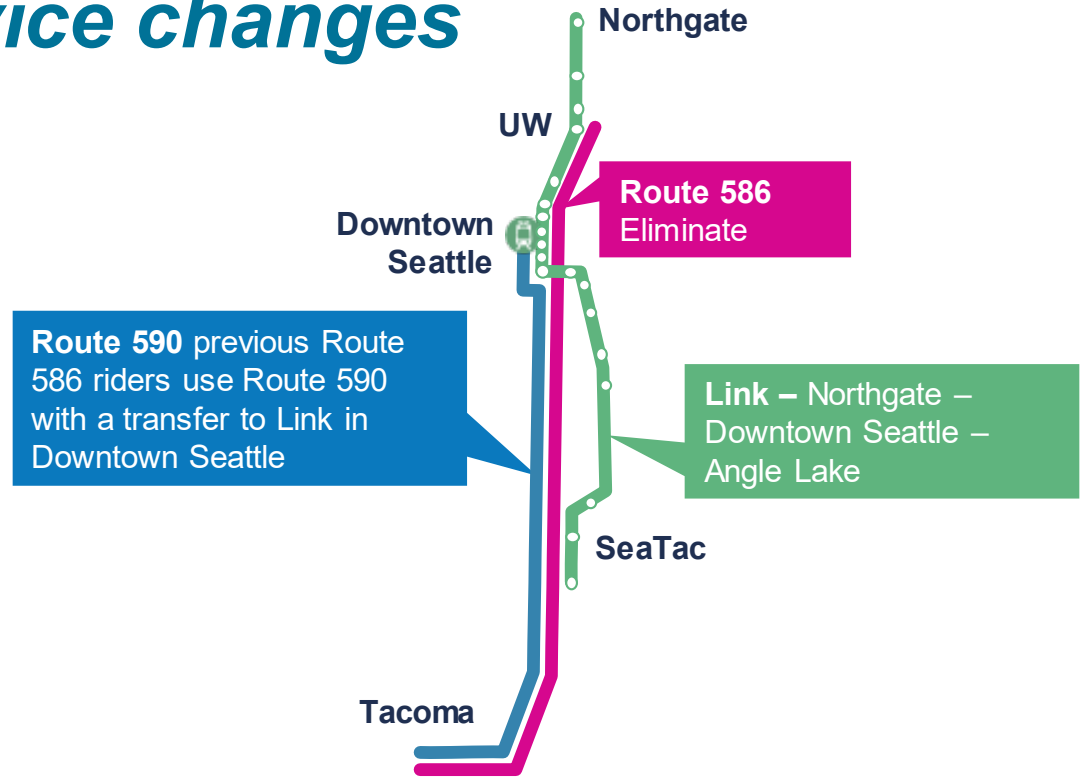 changes
Northgate
UW
Route 586
Eliminate
Downtown
Seattle
Route 590 previous Route
586 riders use Route 590
with a transfer to Link in
Downtown Seattle
Link – Northgate –
Downtown Seattle –
Angle Lake
SeaTac
Tacoma